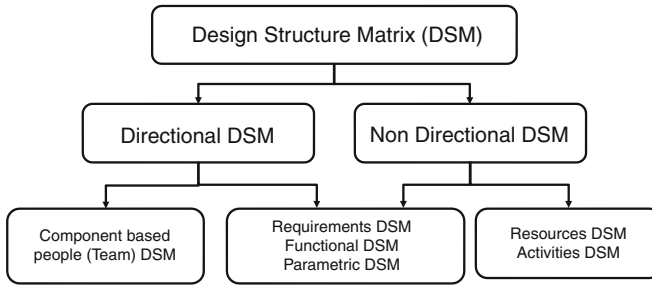 Design Structure Matrix (DSM)
Directional DSM
Non Directional DSM
Component based
people (Team) DSM
Requirements DSM
Functional DSM
Parametric DSM
Resources DSM
Activities DSM